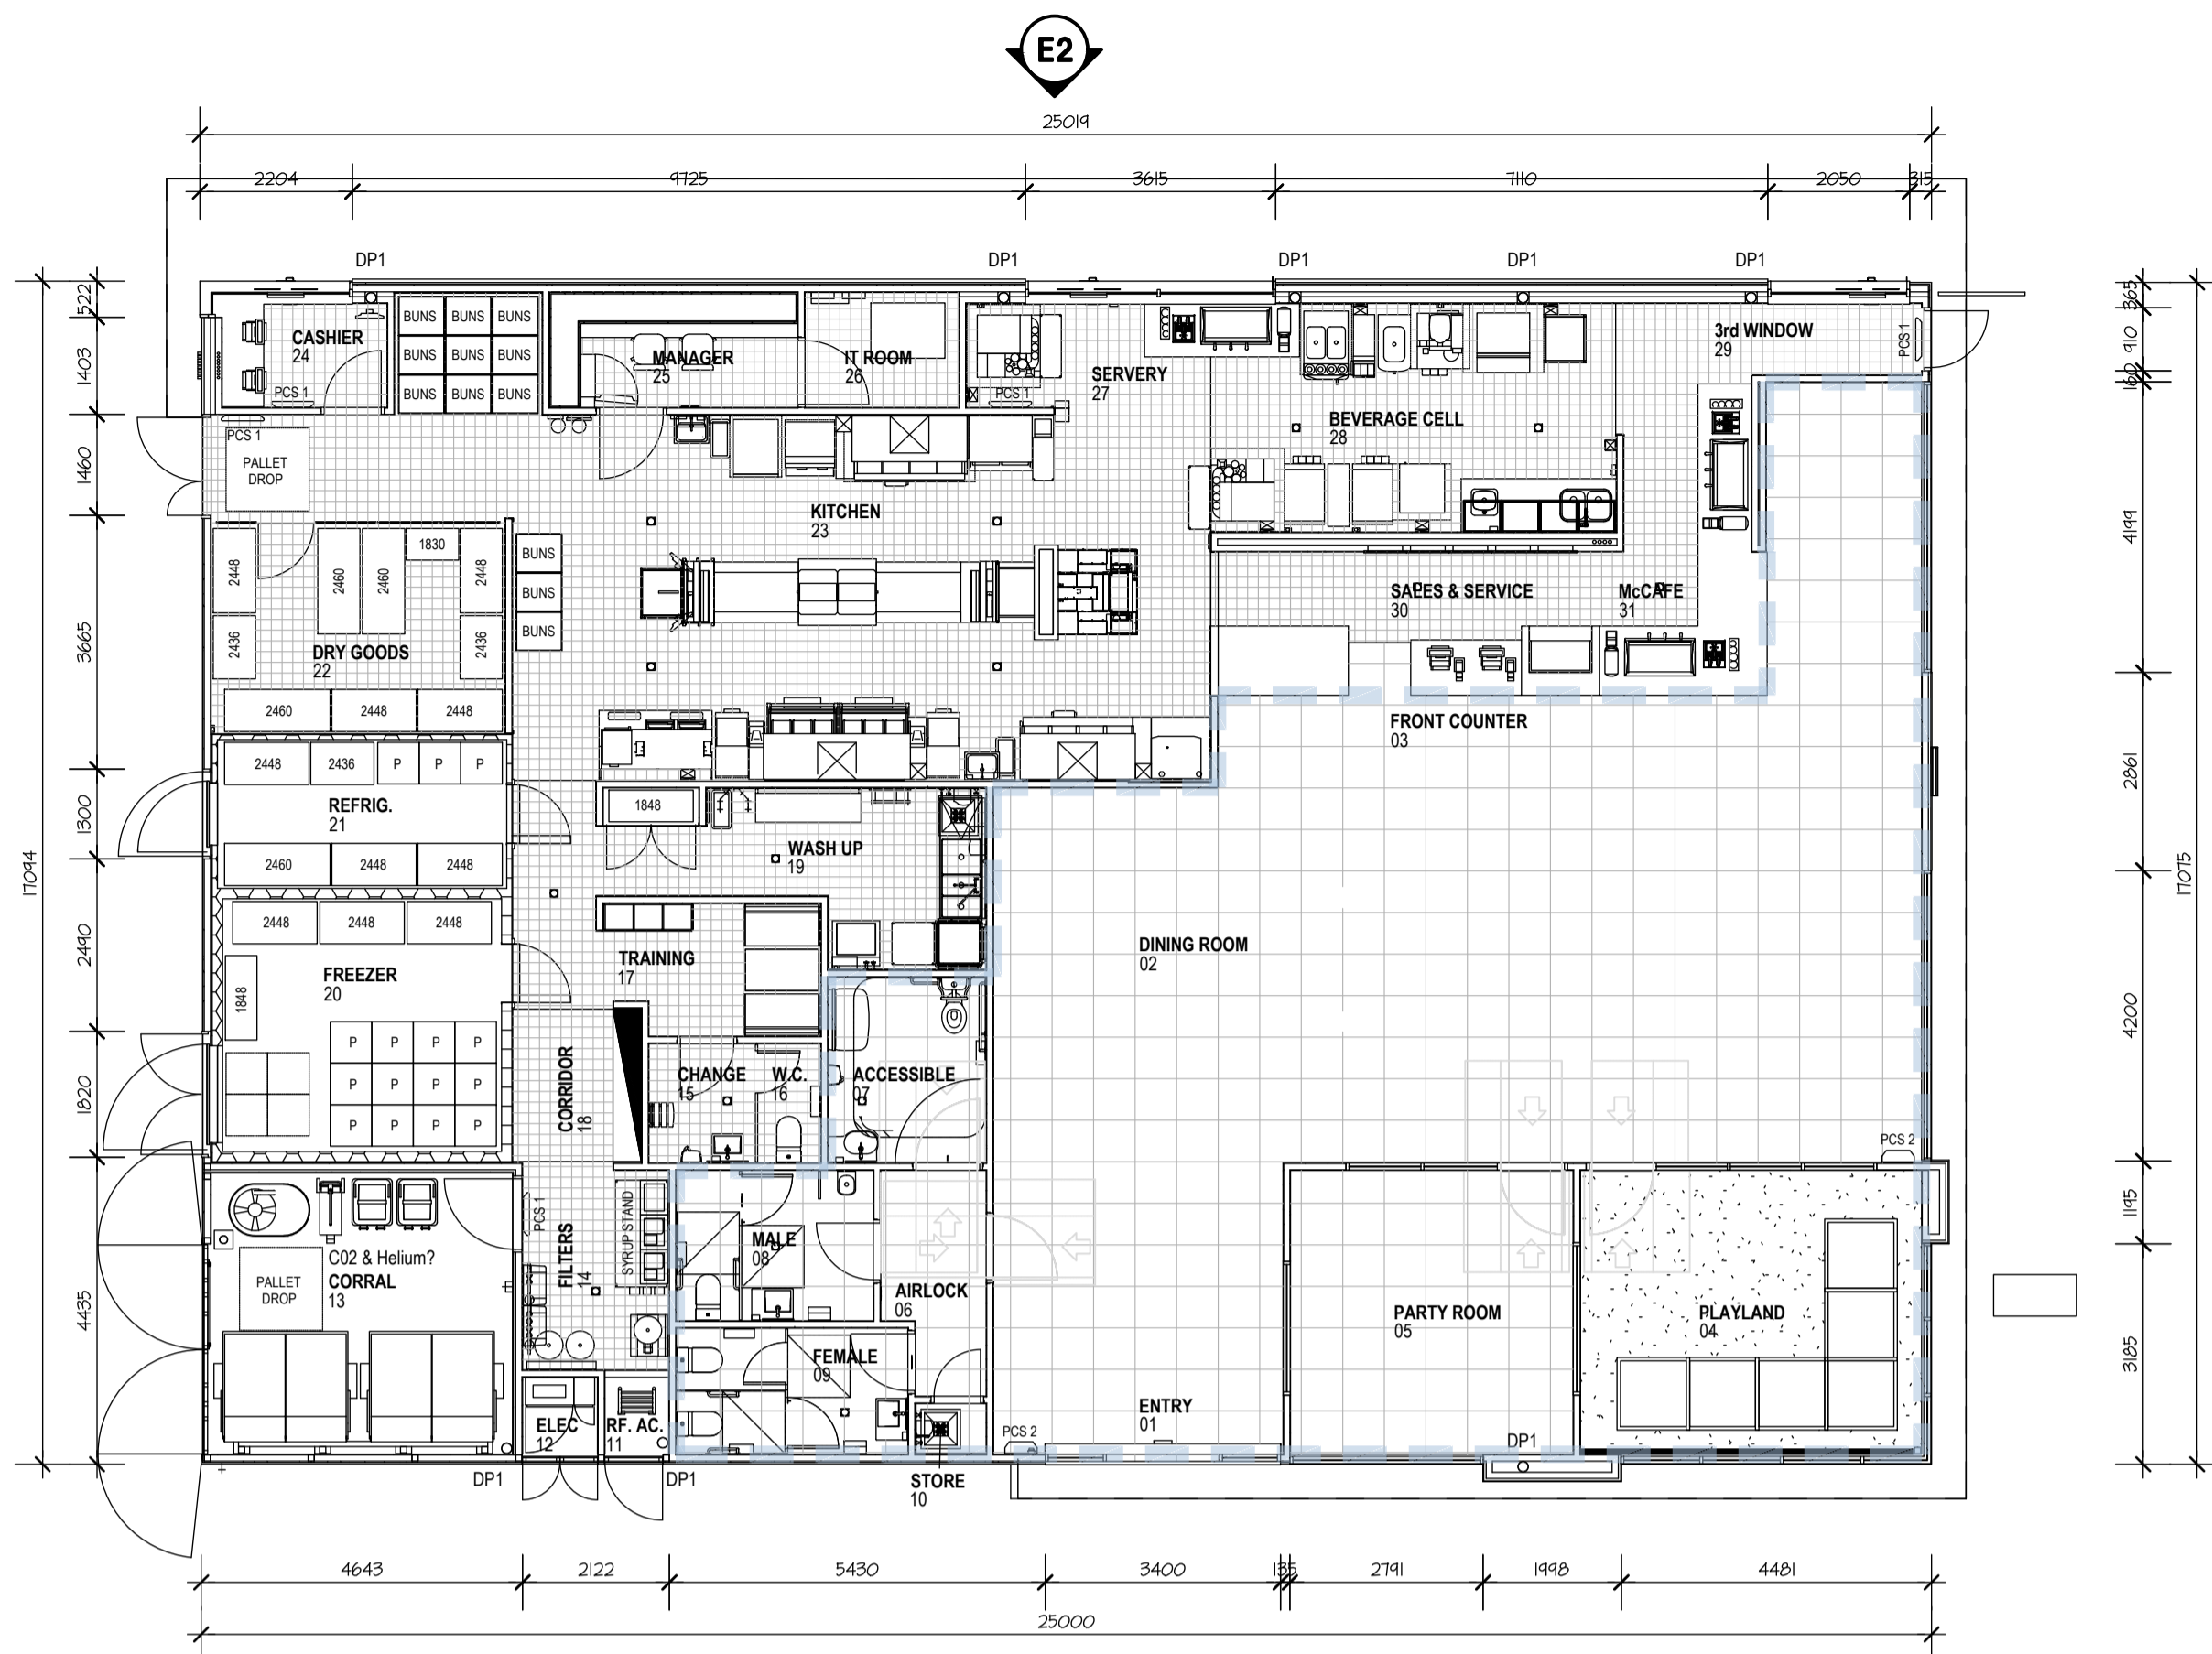 E2
25019
2204 9725 3615 7110 2050 315
DP1 DP1 DP1 DP1 DP1
522
1403
1460
3665
1300
2490
1820
4435
17094
365
910
160
4199
2861
4200
1195
3185
17075
CASHIER
24
PCS 1
BUNS BUNS BUNS
BUNS BUNS BUNS
BUNS BUNS BUNS
MANAGER
25
IT ROOM
26
SERVERY
27
PCS 1
3rd WINDOW
29
PCS 1
BEVERAGE CELL
28
PCS 1
PALLET
DROP
KITCHEN
23
BUNS
BUNS
BUNS
2448
2460
2460
1830
2448
2436
2436
DRY GOODS
22
2460 2448 2448
SALES & SERVICE
30
McCAFE
31
FRONT COUNTER
03
2448 2436 P P P
REFRIG.
21
2460 2448 2448
1848
WASH UP
19
2448 2448 2448
FREEZER
20
1848
P P P P
P P P P
P P P P
TRAINING
17
DINING ROOM
02
CORRIDOR
18
CHANGE
15
W.C.
16
ACCESSIBLE
07
PCS 2
C02 & Helium?
CORRAL
13
PALLET
DROP
PCS 1
FILTERS
14
SYRUP STAND
MALE
08
AIRLOCK
06
FEMALE
09
PARTY ROOM
05
PLAYLAND
04
ELEC
12
RF. AC.
11
ENTRY
01
PCS 2
DP1
DP1
DP1
STORE
10
4643 2122 5430 3400 135 2791 1998 4481
25000